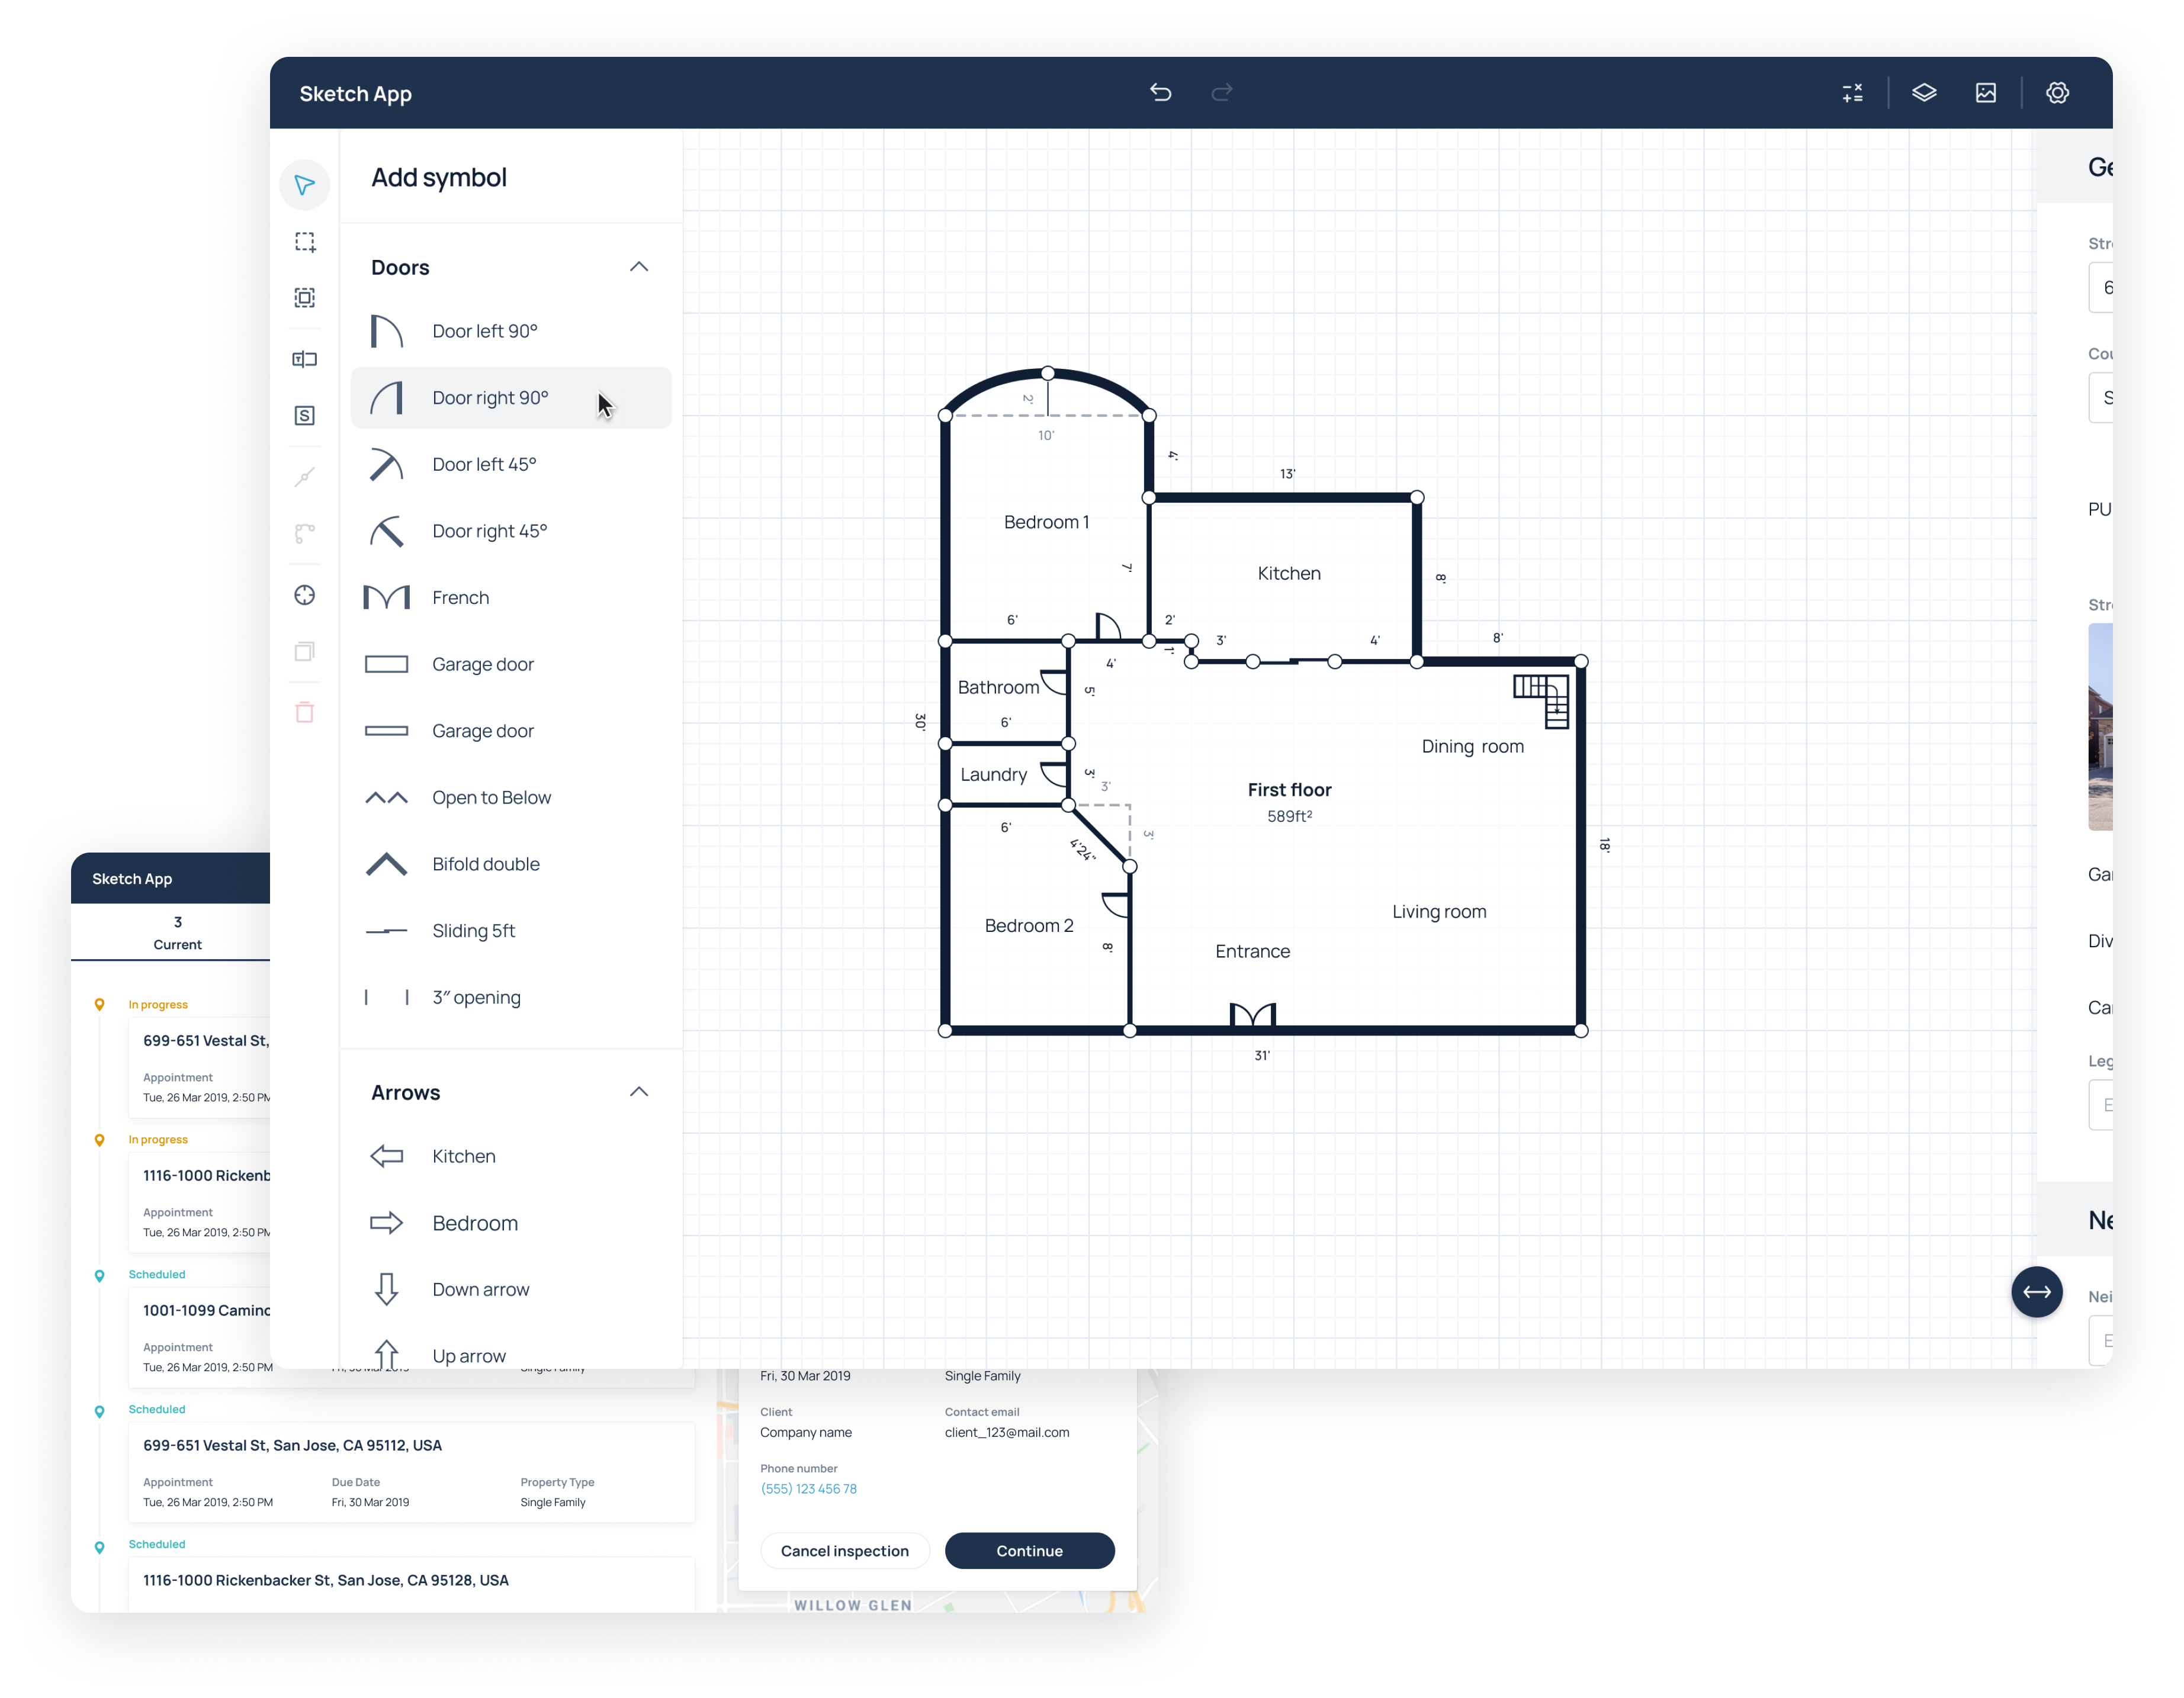 Sketch App
Add symbol
Doors
Door left 90°
Door right 90°
Door left 45°
Door right 45°
French
Garage door
Garage door
Open to Below
Bifold double
Sliding 5ft
3″ opening
Arrows
Kitchen
Bedroom
Down arrow
Up arrow
2'
10'
4'
13'
Bedroom 1
7'
Kitchen
8'
6'
2'
3'
4'
8'
1'
4'
Bathroom
5'
6'
30'
Dining room
Laundry
3'
3'
First floor
589ft²
6'
3'
4'24"
18'
Bedroom 2
8'
Living room
Entrance
31'
Ge
Str
6
Cou
S
PU
Str
Gar
Div
Car
Leg
E
Ne
Nei
E
Sketch App
3
Current
In progress
699-651 Vestal St,
Appointment
Tue, 26 Mar 2019, 2:50 PM
In progress
1116-1000 Rickenb
Appointment
Tue, 26 Mar 2019, 2:50 PM
Scheduled
1001-1099 Camino
Appointment
Tue, 26 Mar 2019, 2:50 PM Fri, 30 Mar 2019 Single Family
Scheduled
699-651 Vestal St, San Jose, CA 95112, USA
Appointment Due Date Property Type
Tue, 26 Mar 2019, 2:50 PM Fri, 30 Mar 2019 Single Family
Scheduled
1116-1000 Rickenbacker St, San Jose, CA 95128, USA
Fri, 30 Mar 2019 Single Family
Client Contact email
Company name client_123@mail.com
Phone number
(555) 123 456 78
Cancel inspection Continue
WILLOW GLEN